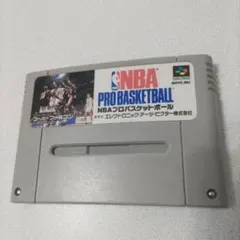 NBA
PRO BASKETBALL
NBAプロバスケットボール
エレクトロニック・アーツ・ビクター株式会社